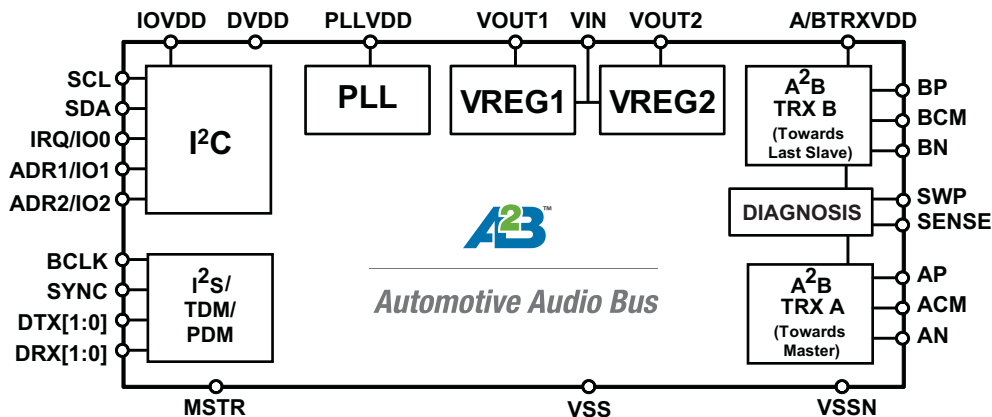 IOVDD DVDD PLLVDD VOUT1 VIN VOUT2 A/BTRXVDD
SCL
SDA
IRQ/IO0
ADR1/IO1
ADR2/IO2
I²C
PLL
VREG1
VREG2
A²B
TRX B
(Towards
Last Slave)
BP
BCM
BN
DIAGNOSIS
SWP
SENSE
A2B™
Automotive Audio Bus
BCLK
SYNC
DTX[1:0]
DRX[1:0]
I²S/
TDM/
PDM
A²B
TRX A
(Towards
Master)
AP
ACM
AN
MSTR VSS VSSN